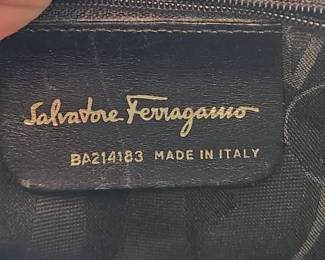 Salvatore Ferragamo
BA214183 MADE IN ITALY